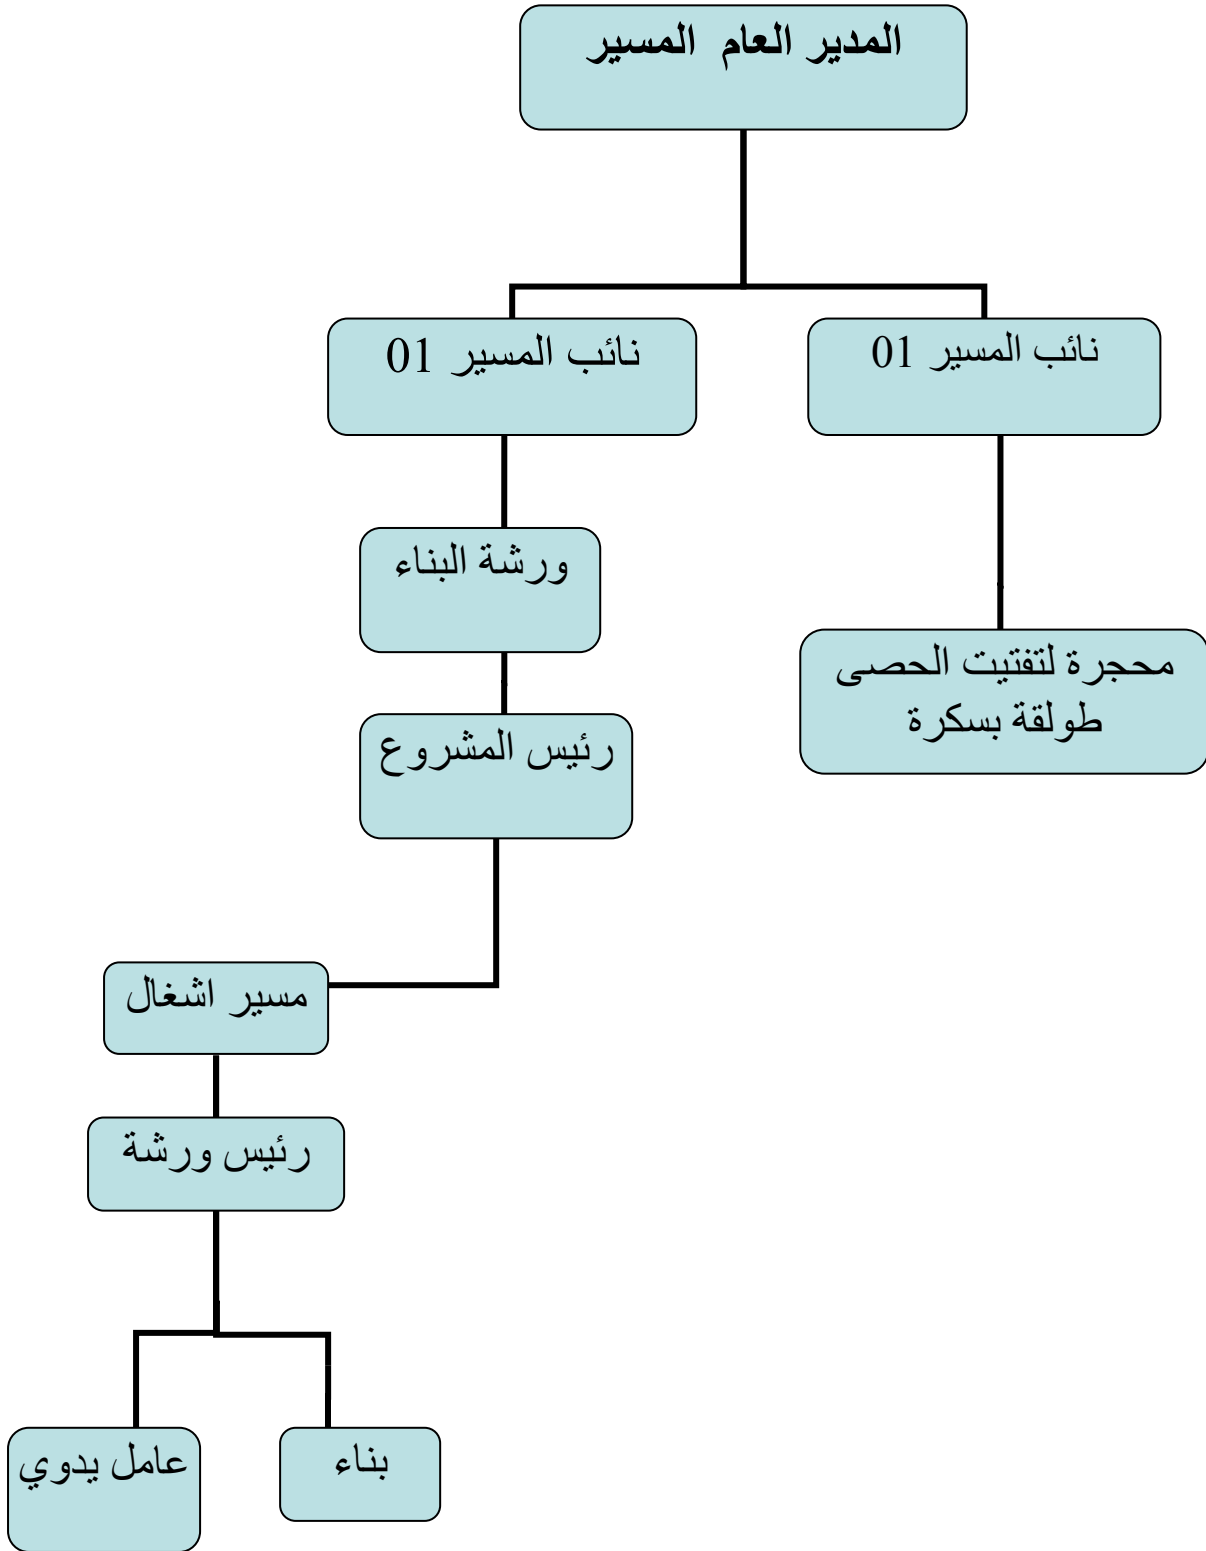 المدير العام المسير
نائب المسير 01
نائب المسير 01
ورشة البناء
محجرة لتفتيت الحصى
طولقة بسكرة
رئيس المشروع
مسير اشغال
رئيس ورشة
بناء
عامل يدوي